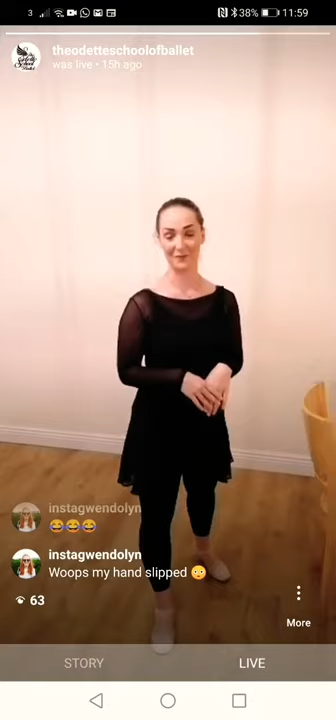 3 38% 11:59
theodetteschoolofballet
was live • 15h ago
instagwendolyn
😂😂😂
instagwendolyn
Woops my hand slipped 😳
63
More
STORY LIVE